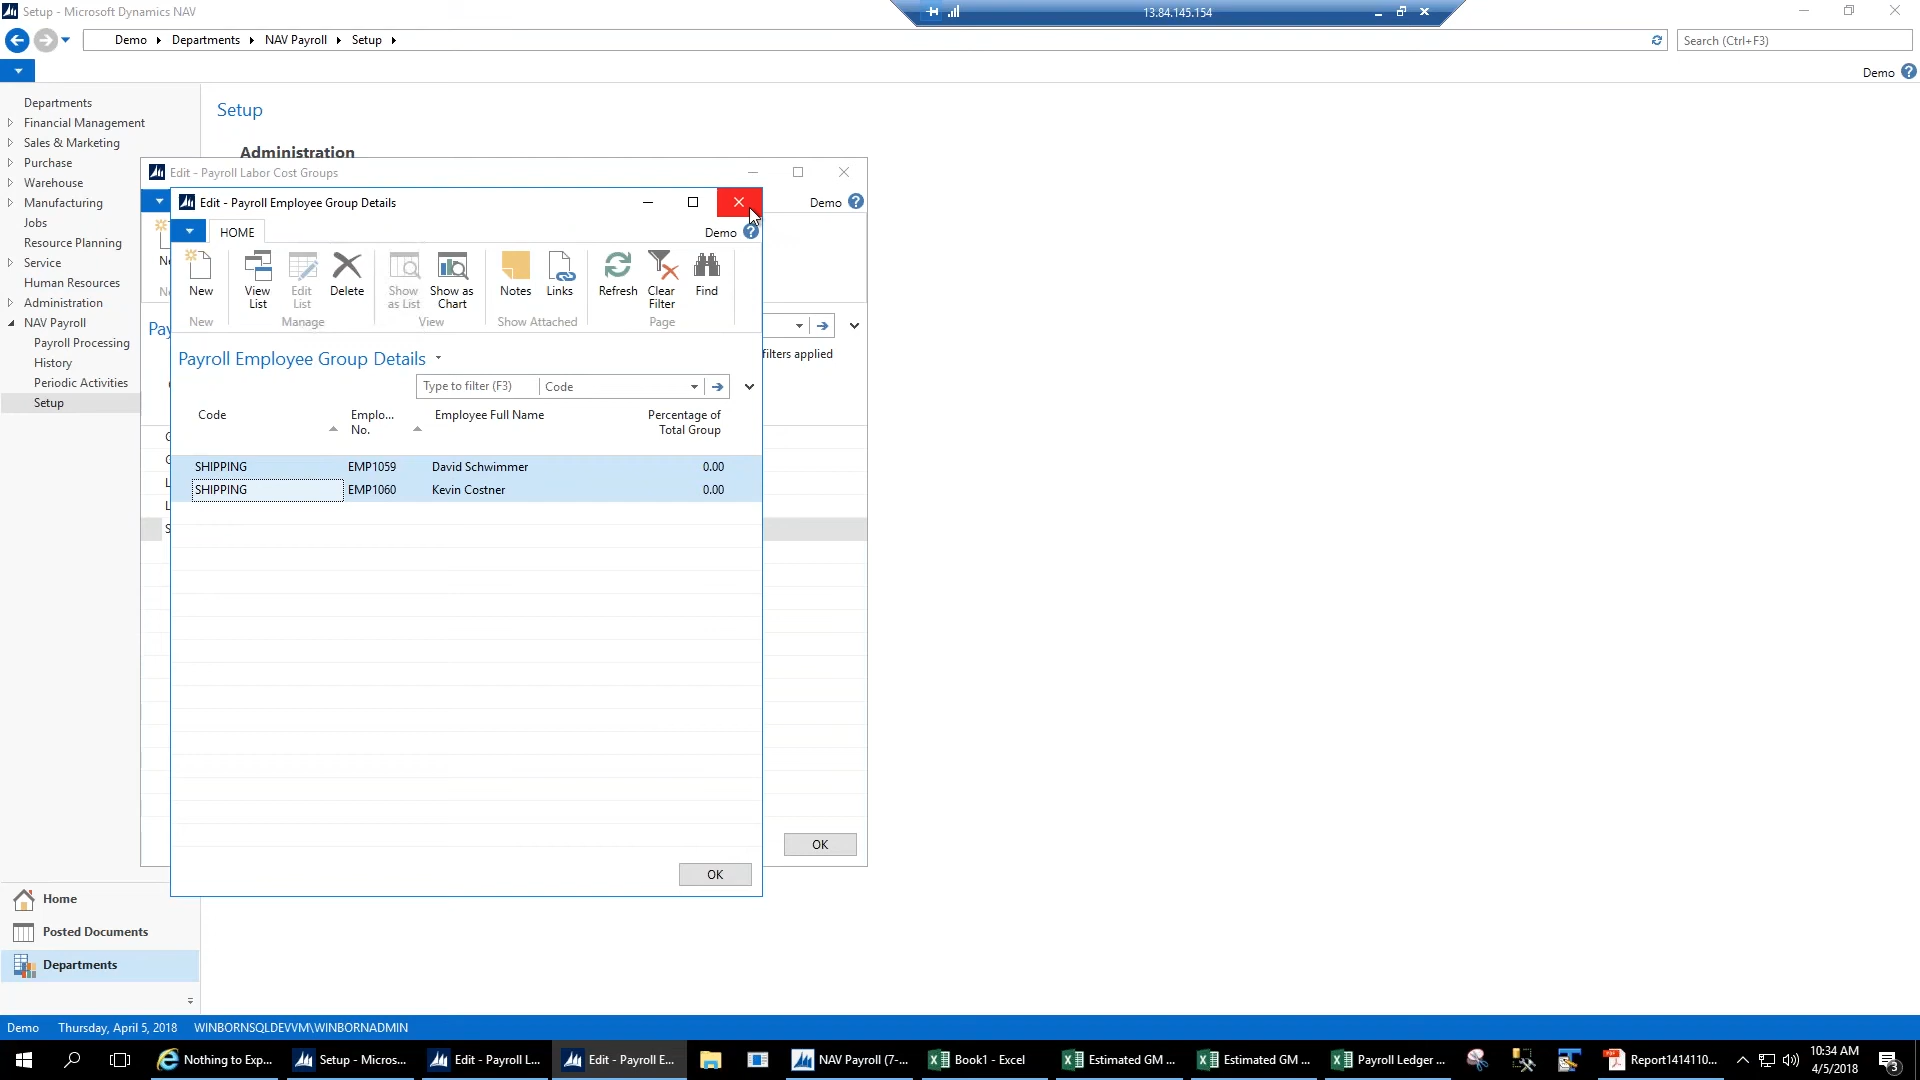 Setup - Microsoft Dynamics NAV
13.84.145.154
Demo Departments NAV Payroll Setup
Search (Ctrl+F3)
Demo
Departments
Financial Management
Sales & Marketing
Purchase
Warehouse
Manufacturing
Jobs
Resource Planning
Service
Human Resources
Administration
NAV Payroll
Payroll Processing
History
Periodic Activities
Setup
Setup
Administration
Edit - Payroll Labor Cost Groups
Demo
filters applied
OK
Edit - Payroll Employee Group Details
HOME
Demo
New
View List
Edit List
Delete
Show as List
Show as Chart
Notes
Links
Refresh
Clear Filter
Find
New
Manage
View
Show Attached
Page
Payroll Employee Group Details
Type to filter (F3) Code
Code Emplo... No. Employee Full Name Percentage of Total Group
SHIPPING EMP1059 David Schwimmer 0.00
SHIPPING EMP1060 Kevin Costner 0.00
OK
Home
Posted Documents
Departments
Demo Thursday, April 5, 2018 WINBORNSQLDEVVM\WINBORNADMIN
Nothing to Exp...
Setup - Micros...
Edit - Payroll L...
Edit - Payroll E...
NAV Payroll (7-...
Book1 - Excel
Estimated GM ...
Estimated GM ...
Payroll Ledger ...
Report1414110...
10:34 AM
4/5/2018
3